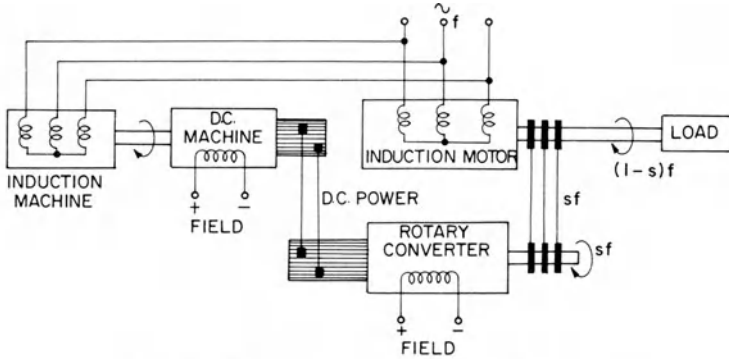 ∿ f
D.C.
MACHINE
INDUCTION
MACHINE
+ −
FIELD
INDUCTION MOTOR
LOAD
(1-s)f
D.C. POWER
sf
ROTARY
CONVERTER
sf
+ −
FIELD